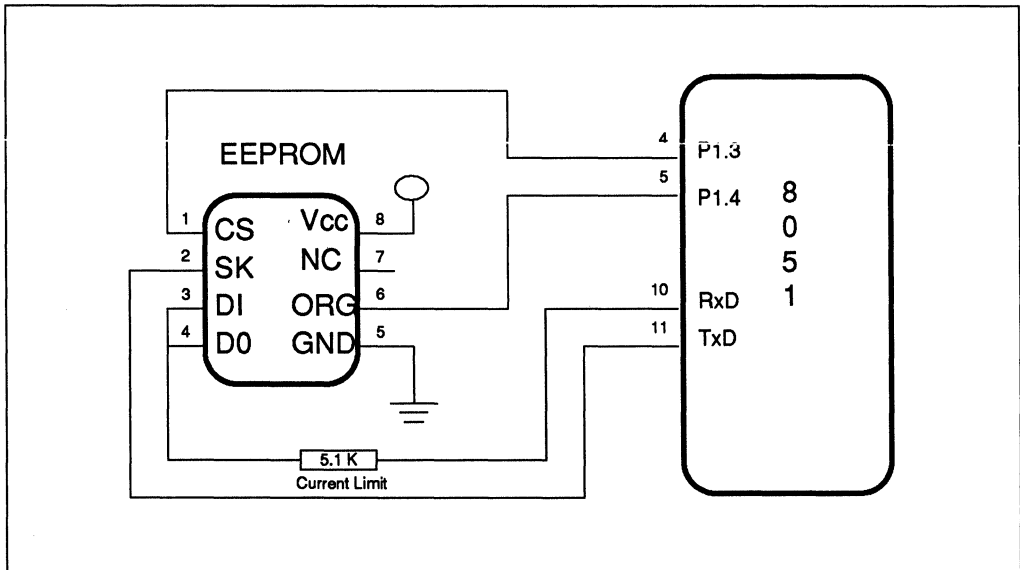 EEPROM
1 CS Vcc 8
2 SK NC 7
3 DI ORG 6
4 D0 GND 5
5.1 K
Current Limit
4 P1.3
5 P1.4
10 RxD
11 TxD
8
0
5
1